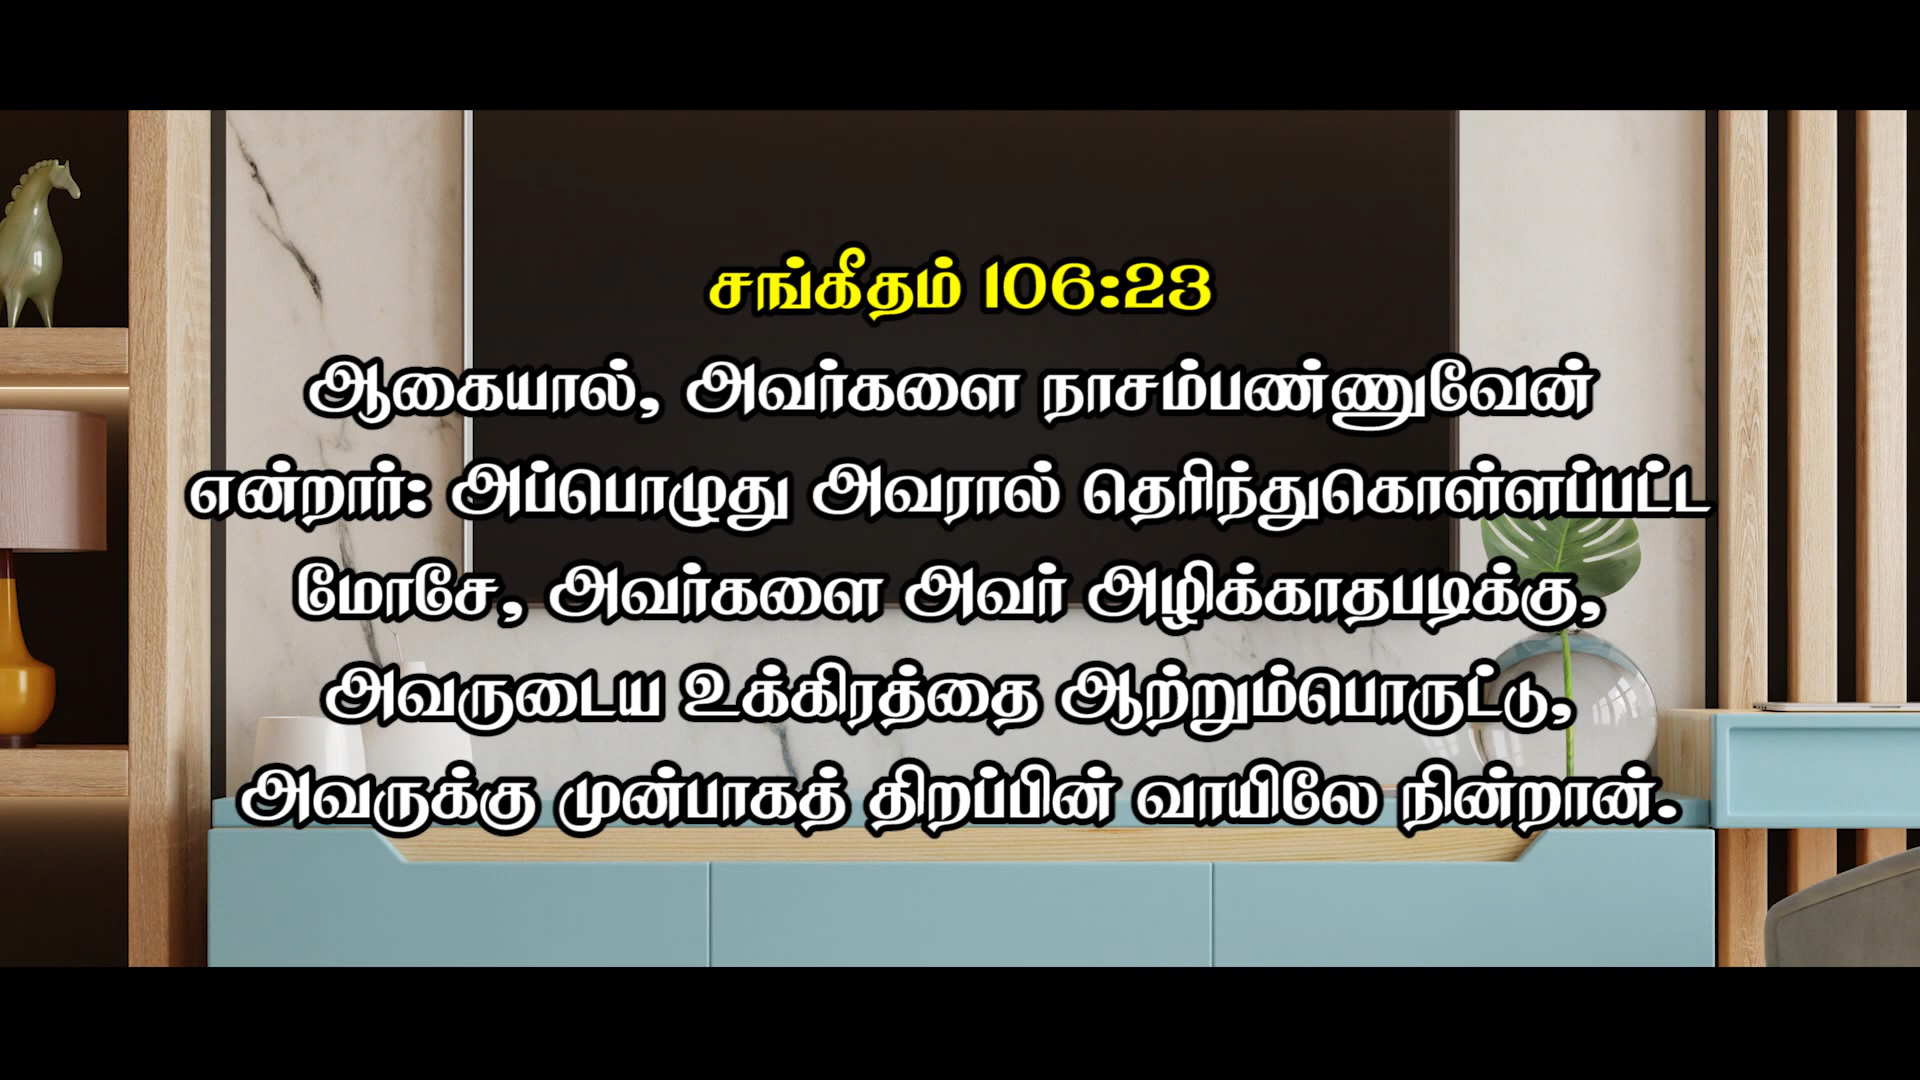 சங்கீதம் 106:23
ஆகையால், அவர்களை நாசம்பண்ணுவேன்
என்றார்: அப்பொழுது அவரால் தெரிந்துகொள்ளப்பட்ட
மோசே, அவர்களை அவர் அழிக்காதபடிக்கு,
அவருடைய உக்கிரத்தை ஆற்றும்பொருட்டு,
அவருக்கு முன்பாகத் திறப்பின் வாயிலே நின்றான்.